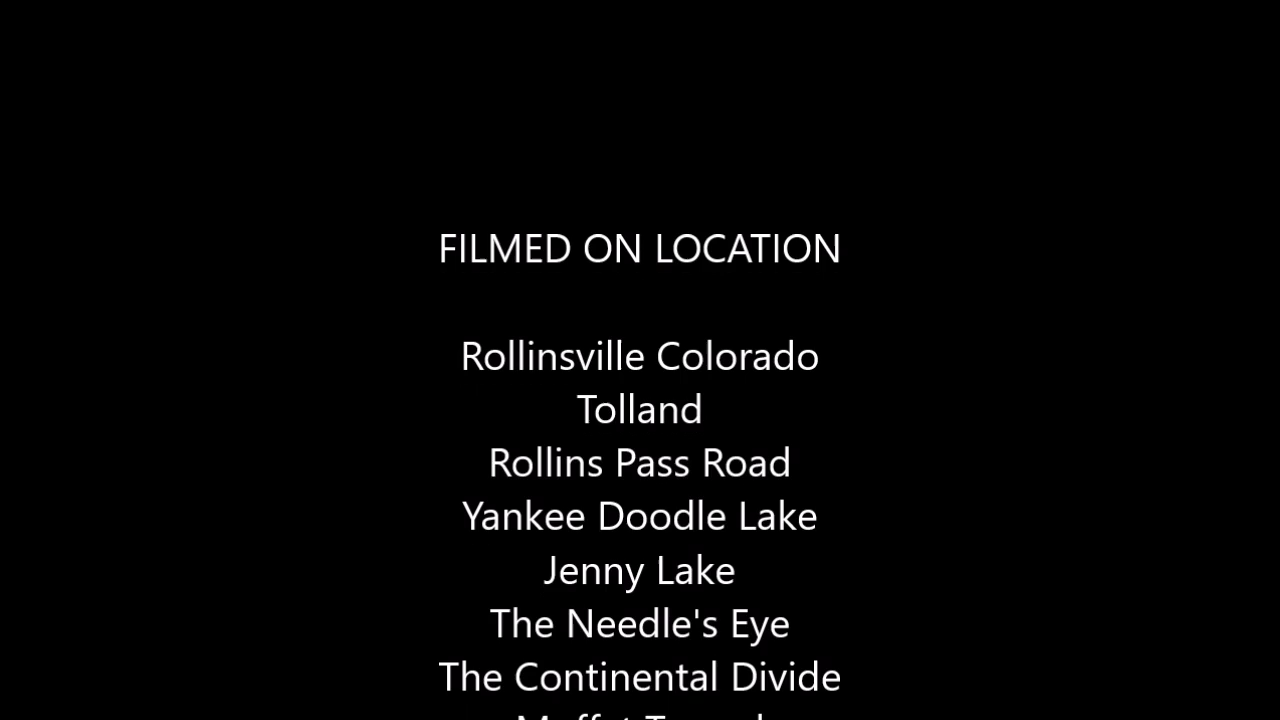 FILMED ON LOCATION
Rollinsville Colorado
Tolland
Rollins Pass Road
Yankee Doodle Lake
Jenny Lake
The Needle's Eye
The Continental Divide